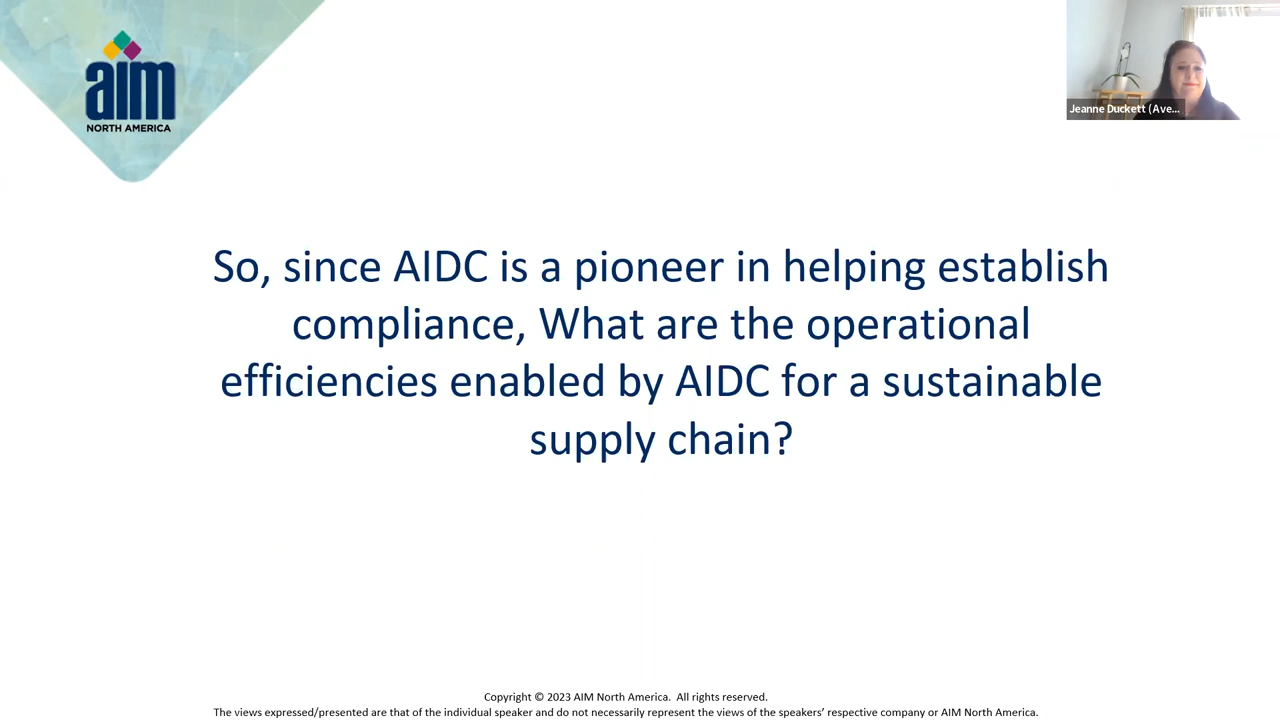 aim
NORTH AMERICA
Jeanne Duckett (Ave...
So, since AIDC is a pioneer in helping establish
compliance, What are the operational
efficiencies enabled by AIDC for a sustainable
supply chain?
Copyright © 2023 AIM North America.  All rights reserved.
The views expressed/presented are that of the individual speaker and do not necessarily represent the views of the speakers’ respective company or AIM North America.